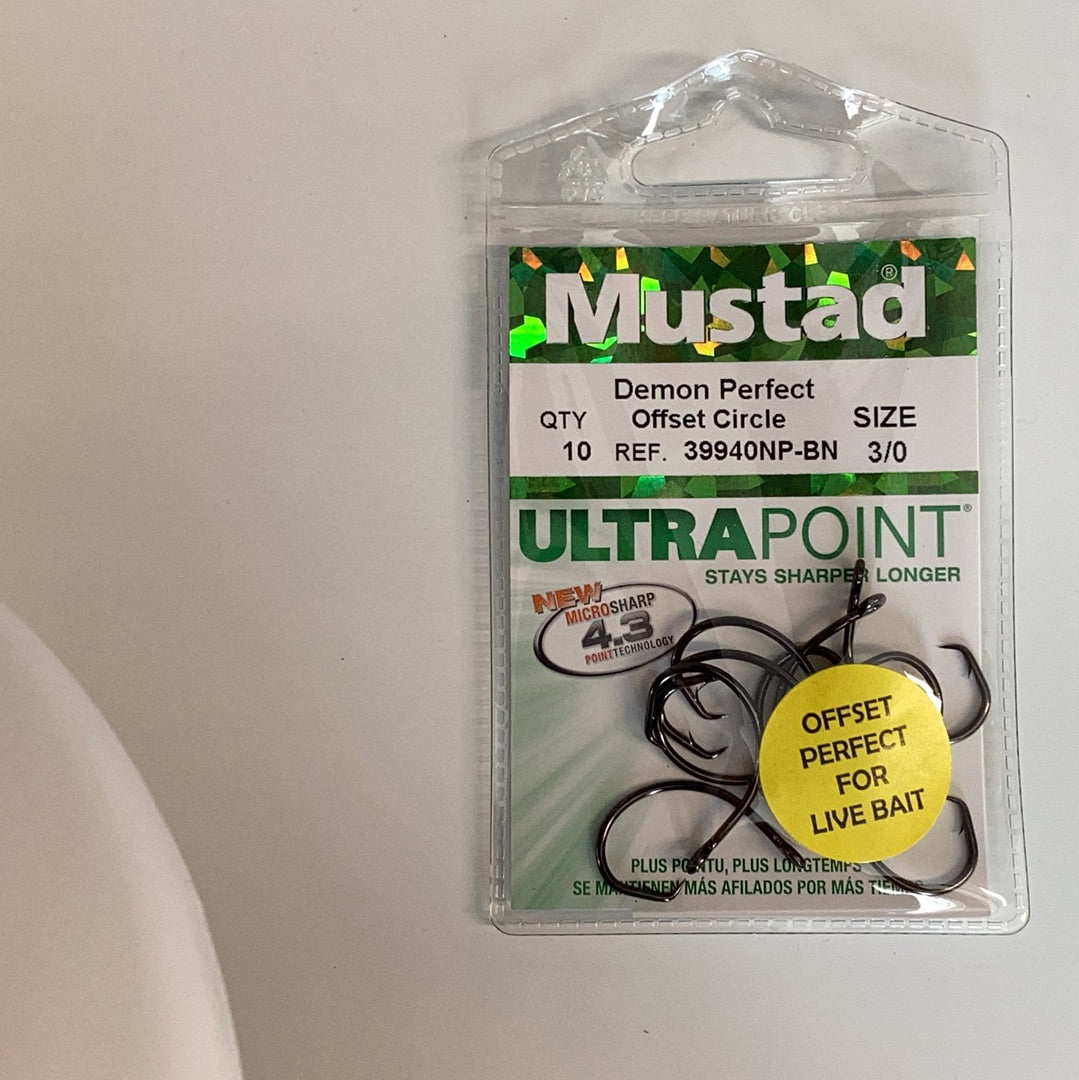 Mustad®
Demon Perfect
QTY Offset Circle SIZE
10 REF. 39940NP-BN 3/0
ULTRAPOINT®
STAYS SHARPER LONGER
NEW
MICROSHARP
4.3
POINTTECHNOLOGY
OFFSET
PERFECT
FOR
LIVE BAIT
PLUS POINTU, PLUS LONGTEMPS
SE MANTIENEN MÁS AFILADOS POR MÁS TIEMPO